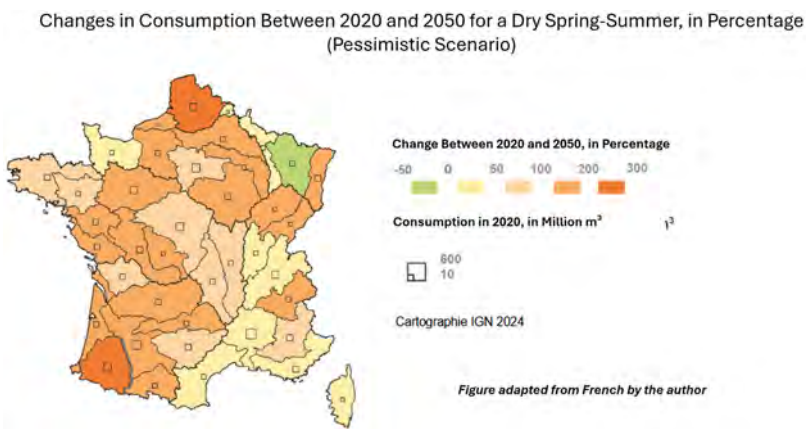 Changes in Consumption Between 2020 and 2050 for a Dry Spring-Summer, in Percentage
(Pessimistic Scenario)
Change Between 2020 and 2050, in Percentage
-50 0 50 100 200 300
Consumption in 2020, in Million m³
600
10
Cartographie IGN 2024
Figure adapted from French by the author